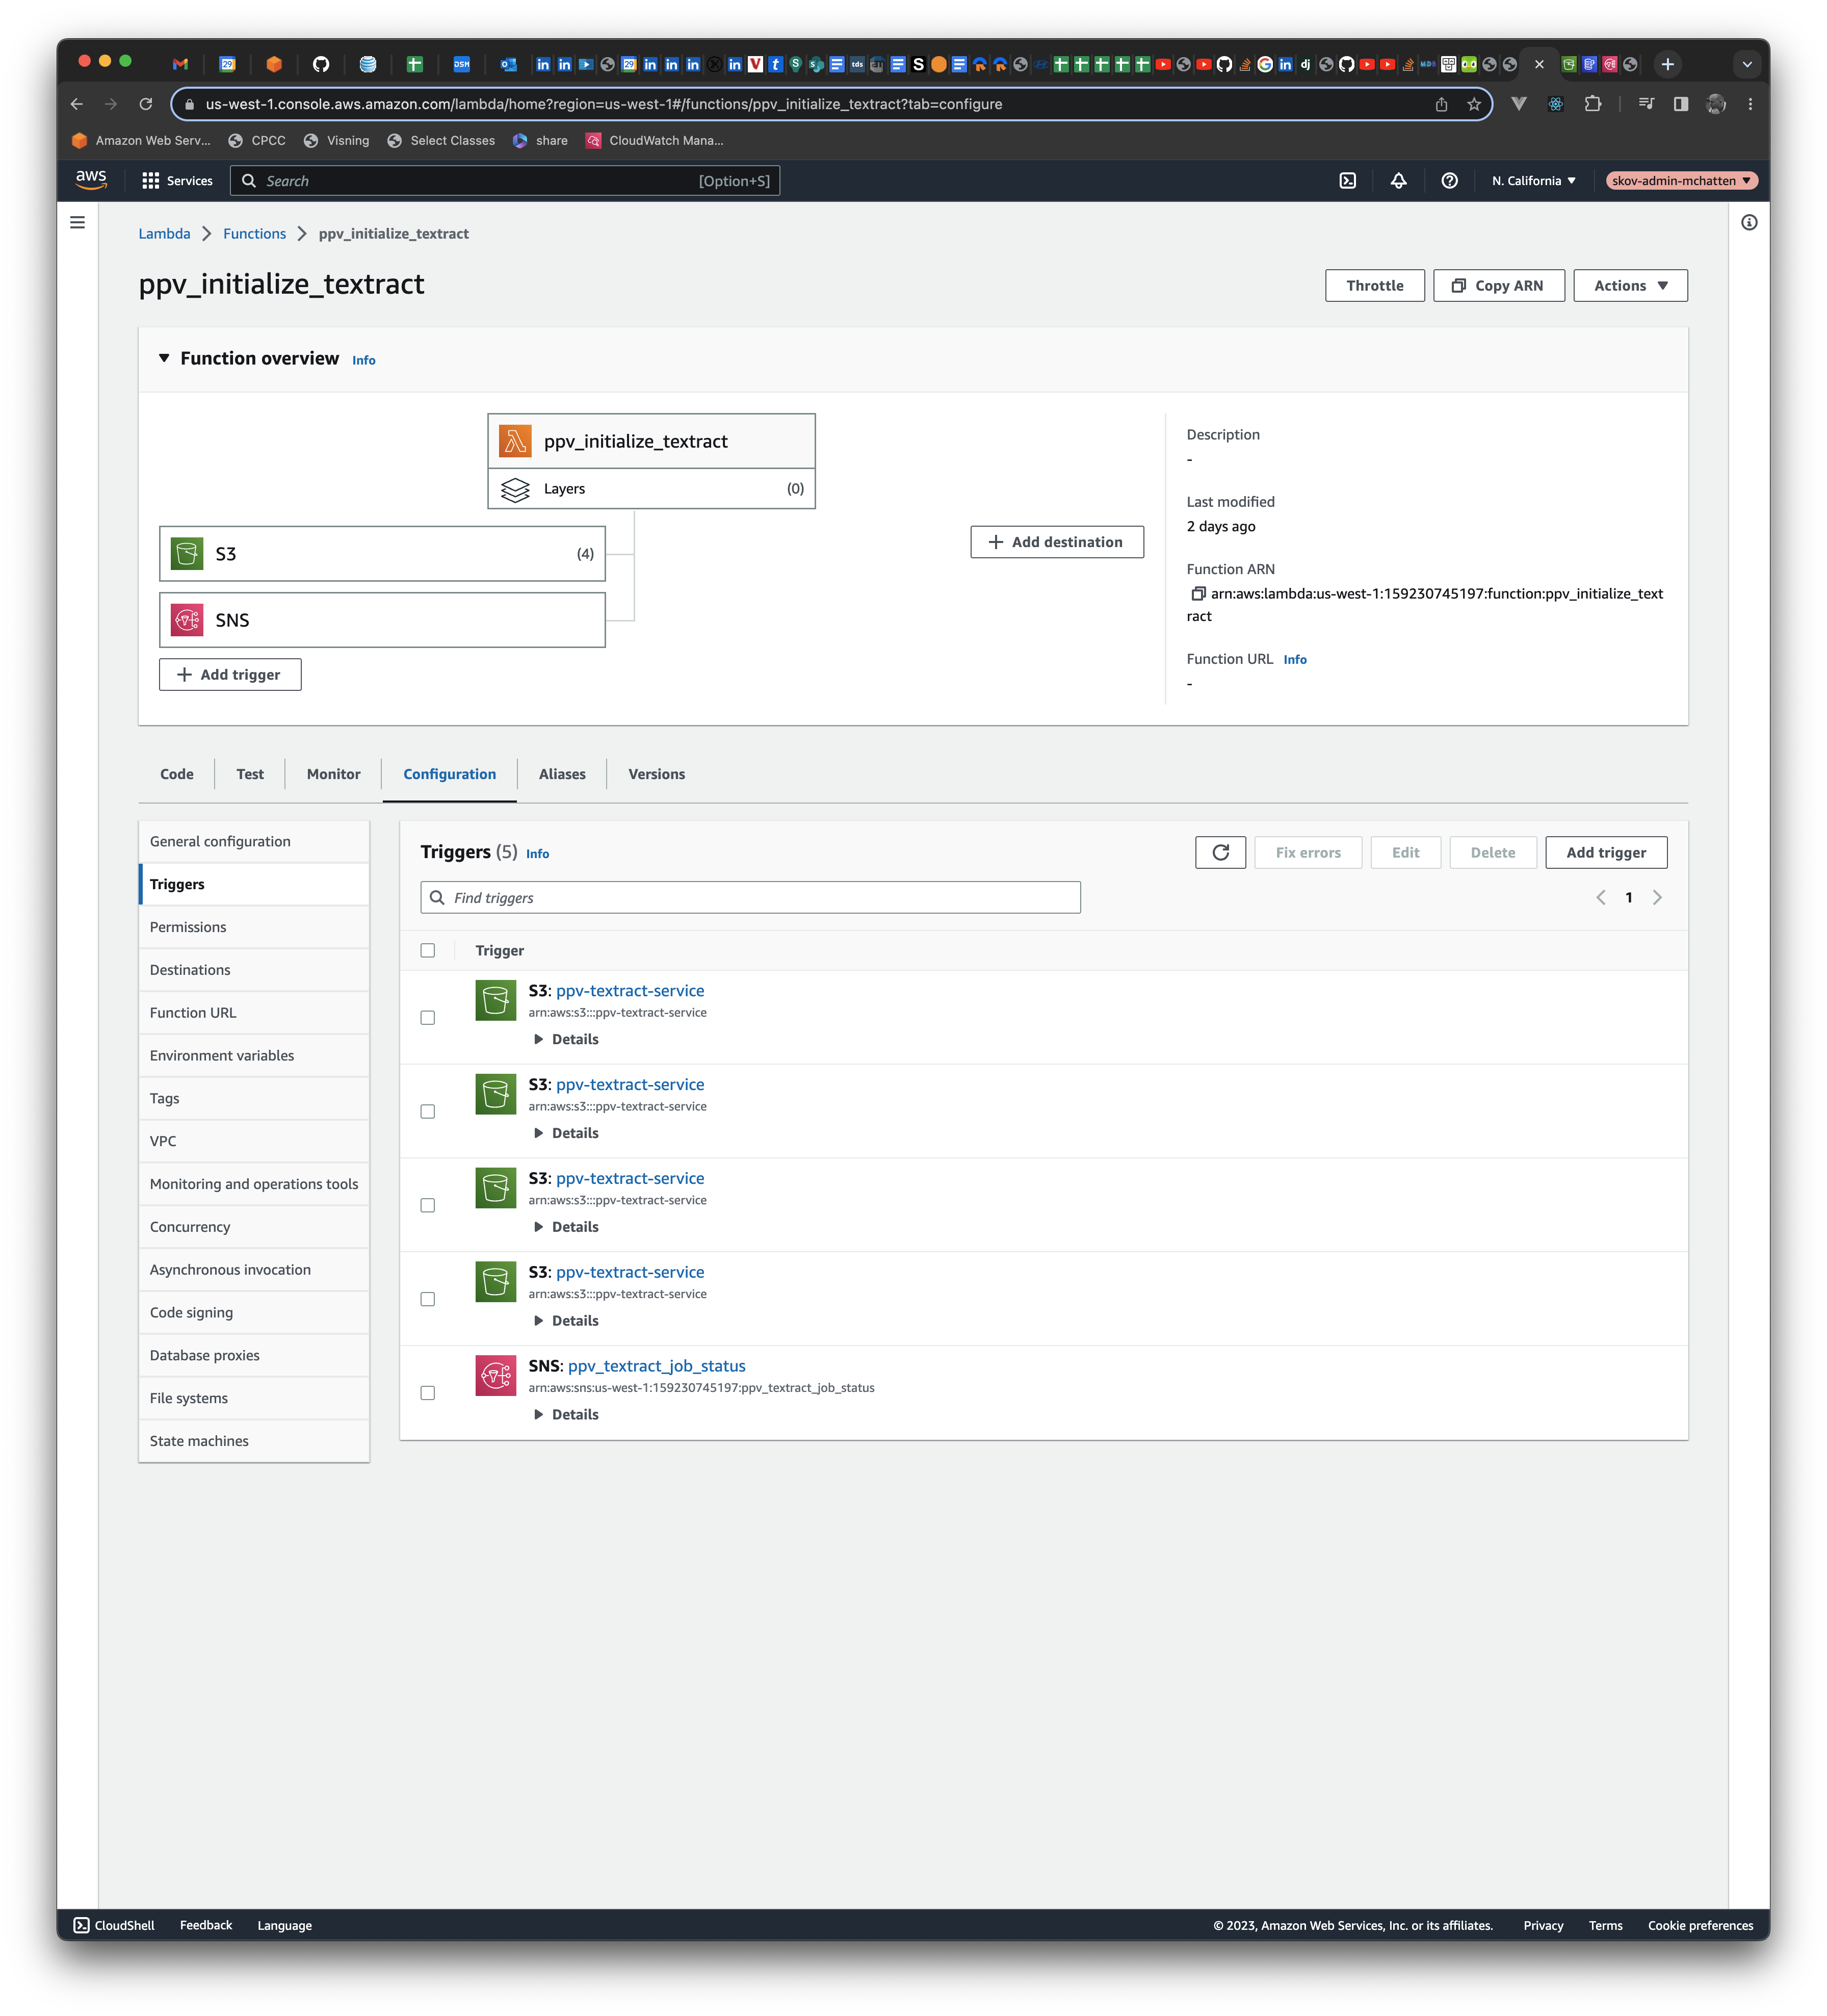 us-west-1.console.aws.amazon.com/lambda/home?region=us-west-1#/functions/ppv_initialize_textract?tab=configure
Amazon Web Serv... CPCC Visning Select Classes share CloudWatch Mana...
aws Services Search [Option+S] N. California skov-admin-mchatten
Lambda Functions ppv_initialize_textract
ppv_initialize_textract
Throttle Copy ARN Actions
Function overview Info
ppv_initialize_textract
Layers (0)
S3 (4)
SNS
Add trigger
Add destination
Description
-
Last modified
2 days ago
Function ARN
arn:aws:lambda:us-west-1:159230745197:function:ppv_initialize_text
ract
Function URL Info
-
Code Test Monitor Configuration Aliases Versions
General configuration
Triggers
Permissions
Destinations
Function URL
Environment variables
Tags
VPC
Monitoring and operations tools
Concurrency
Asynchronous invocation
Code signing
Database proxies
File systems
State machines
Triggers (5) Info
Fix errors Edit Delete Add trigger
Find triggers
1
Trigger
S3: ppv-textract-service
arn:aws:s3:::ppv-textract-service
Details
S3: ppv-textract-service
arn:aws:s3:::ppv-textract-service
Details
S3: ppv-textract-service
arn:aws:s3:::ppv-textract-service
Details
S3: ppv-textract-service
arn:aws:s3:::ppv-textract-service
Details
SNS: ppv_textract_job_status
arn:aws:sns:us-west-1:159230745197:ppv_textract_job_status
Details
CloudShell Feedback Language
© 2023, Amazon Web Services, Inc. or its affiliates. Privacy Terms Cookie preferences